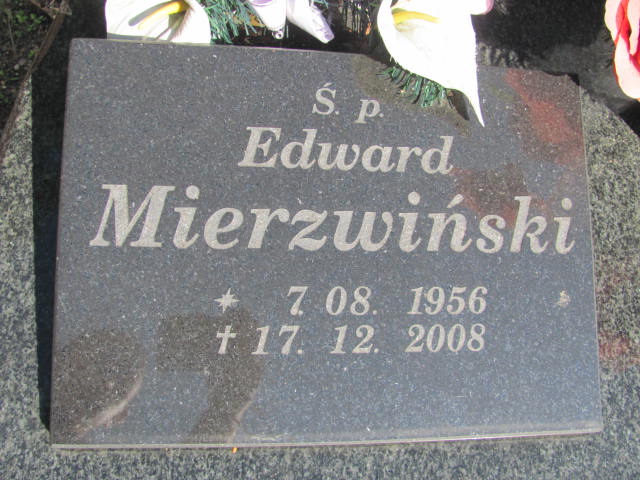 Ś. p.
Edward
Mierzwiński
* 7. 08. 1956
† 17. 12. 2008